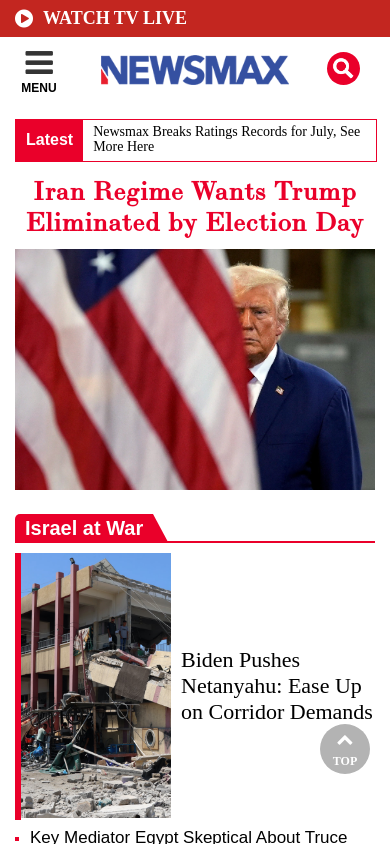 WATCH TV LIVE
MENU
NEWSMAX
Latest
Newsmax Breaks Ratings Records for July, See
More Here
Iran Regime Wants Trump
Eliminated by Election Day
Israel at War
Biden Pushes
Netanyahu: Ease Up
on Corridor Demands
TOP
Key Mediator Egypt Skeptical About Truce